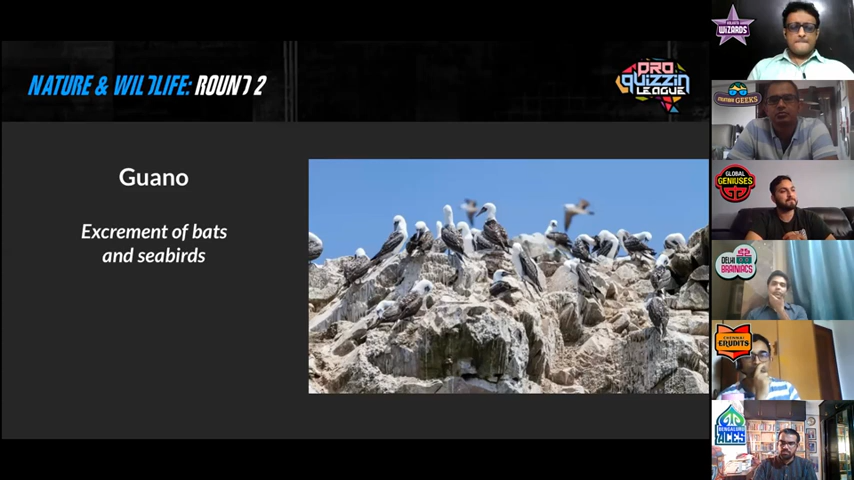 NATURE & WILDLIFE: ROUND 2
PRO
QUIZZIN
LEAGUE
Guano
Excrement of bats
and seabirds
WIZARDS
GEEKS
GLOBAL
GENIUSES
DELHI
BRAINIACS
CHENNAI
ERUDITS
BENGALURU
ACES